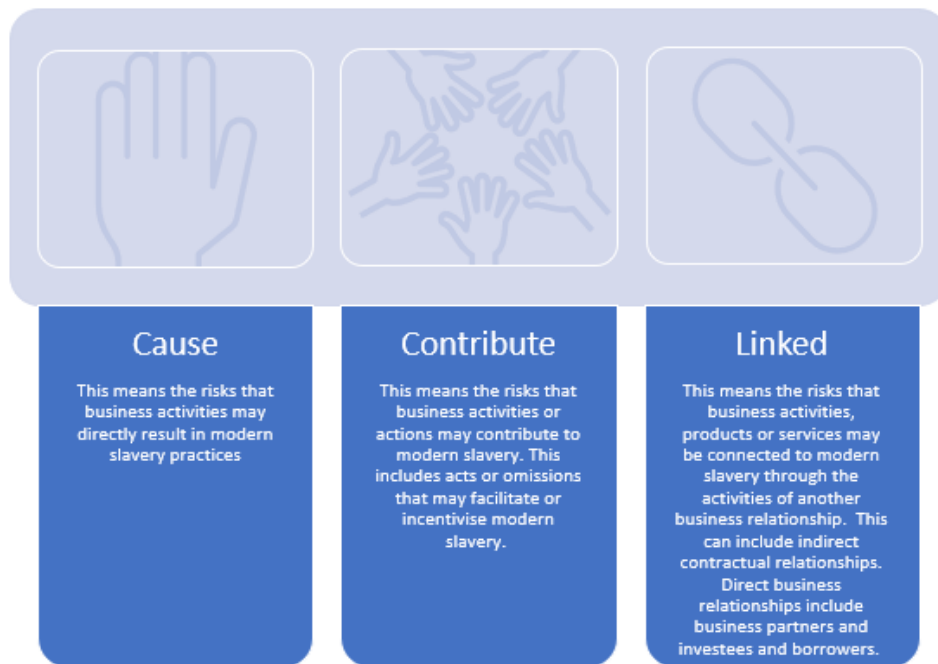 Cause
This means the risks that
business activities may
directly result in modern
slavery practices
Contribute
This means the risks that
business activities or
actions may contribute to
modern slavery. This
includes acts or omissions
that may facilitate or
incentivise modern
slavery.
Linked
This means the risks that
business activities,
products or services may
be connected to modern
slavery through the
activities of another
business relationship.  This
can include indirect
contractual relationships.
Direct business
relationships include
business partners and
investees and borrowers.